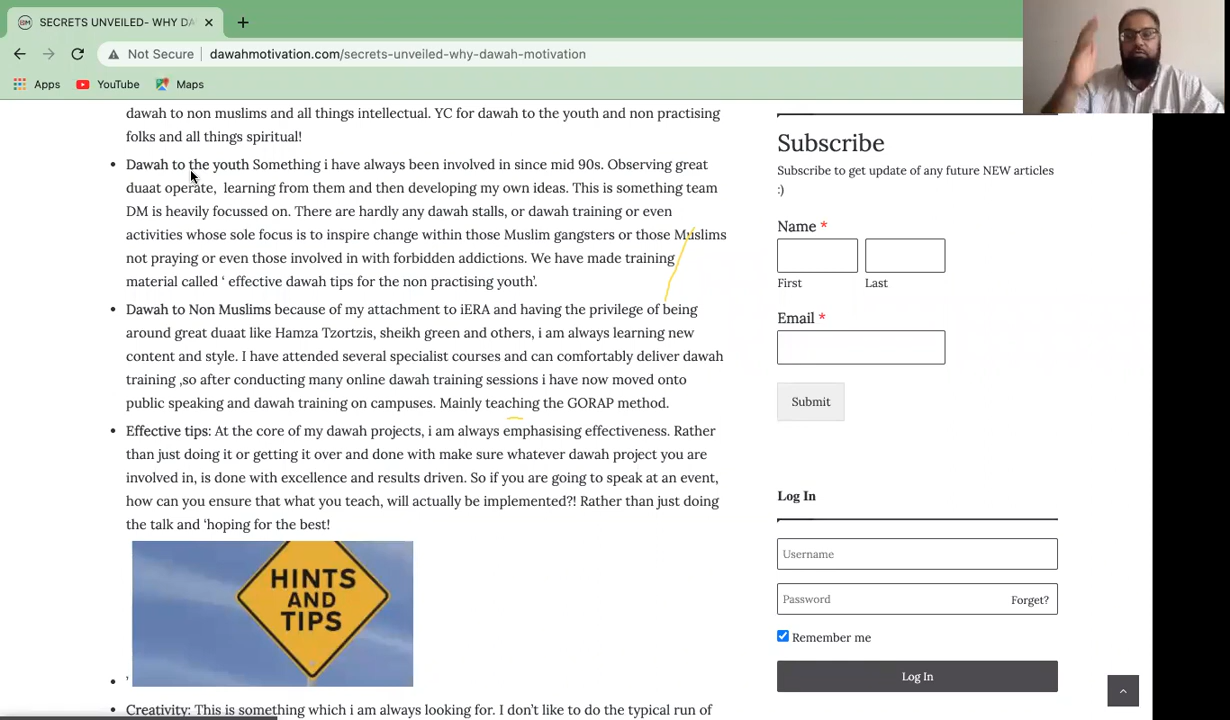 SECRETS UNVEILED- WHY DA
Not Secure
dawahmotivation.com/secrets-unveiled-why-dawah-motivation
Apps
YouTube
Maps
dawah to non muslims and all things intellectual. YC for dawah to the youth and non practising
folks and all things spiritual!
Dawah to the youth Something i have always been involved in since mid 90s. Observing great
duaat operate, learning from them and then developing my own ideas. This is something team
DM is heavily focussed on. There are hardly any dawah stalls, or dawah training or even
activities whose sole focus is to inspire change within those Muslim gangsters or those Muslims
not praying or even those involved in with forbidden addictions. We have made training
material called ‘ effective dawah tips for the non practising youth’.
Dawah to Non Muslims because of my attachment to iERA and having the privilege of being
around great duaat like Hamza Tzortzis, sheikh green and others, i am always learning new
content and style. I have attended several specialist courses and can comfortably deliver dawah
training ,so after conducting many online dawah training sessions i have now moved onto
public speaking and dawah training on campuses. Mainly teaching the GORAP method.
Effective tips: At the core of my dawah projects, i am always emphasising effectiveness. Rather
than just doing it or getting it over and done with make sure whatever dawah project you are
involved in, is done with excellence and results driven. So if you are going to speak at an event,
how can you ensure that what you teach, will actually be implemented?! Rather than just doing
the talk and ‘hoping for the best!
HINTS
AND
TIPS
’
Creativity: This is something which i am always looking for. I don’t like to do the typical run of
Subscribe
Subscribe to get update of any future NEW articles
:)
Name *
First
Last
Email *
Submit
Log In
Username
Password
Forget?
Remember me
Log In